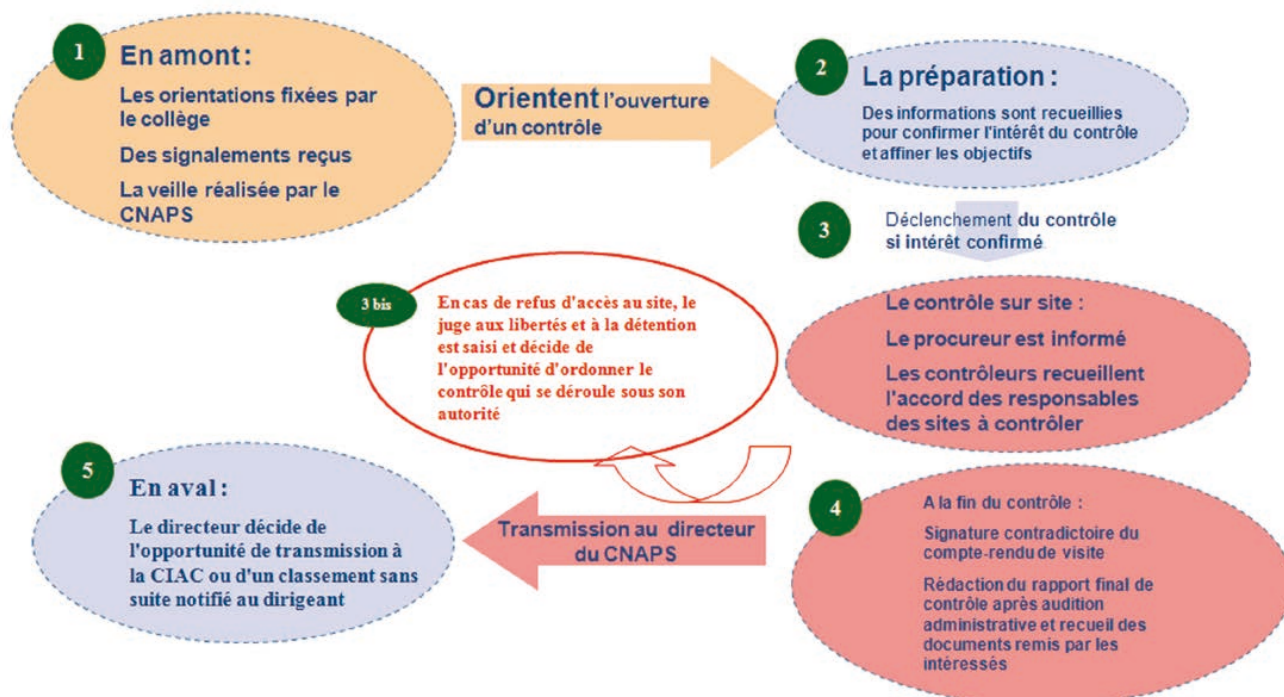 1
En amont :
Les orientations fixées par
le collège
Des signalements reçus
La veille réalisée par le
CNAPS
Orientent l'ouverture
d'un contrôle
2
La préparation :
Des informations sont recueillies
pour confirmer l'intérêt du contrôle
et affiner les objectifs
3
Déclenchement du contrôle
si intérêt confirmé
Le contrôle sur site :
Le procureur est informé
Les contrôleurs recueillent
l'accord des responsables
des sites à contrôler
3 bis
En cas de refus d'accès au site, le
juge aux libertés et à la détention
est saisi et décide de
l'opportunité d'ordonner le
contrôle qui se déroule sous son
autorité
4
A la fin du contrôle :
Signature contradictoire du
compte-rendu de visite
Rédaction du rapport final de
contrôle après audition
administrative et recueil des
documents remis par les
intéressés
Transmission au directeur
du CNAPS
5
En aval :
Le directeur décide de
l'opportunité de transmission à
la CIAC ou d'un classement sans
suite notifié au dirigeant